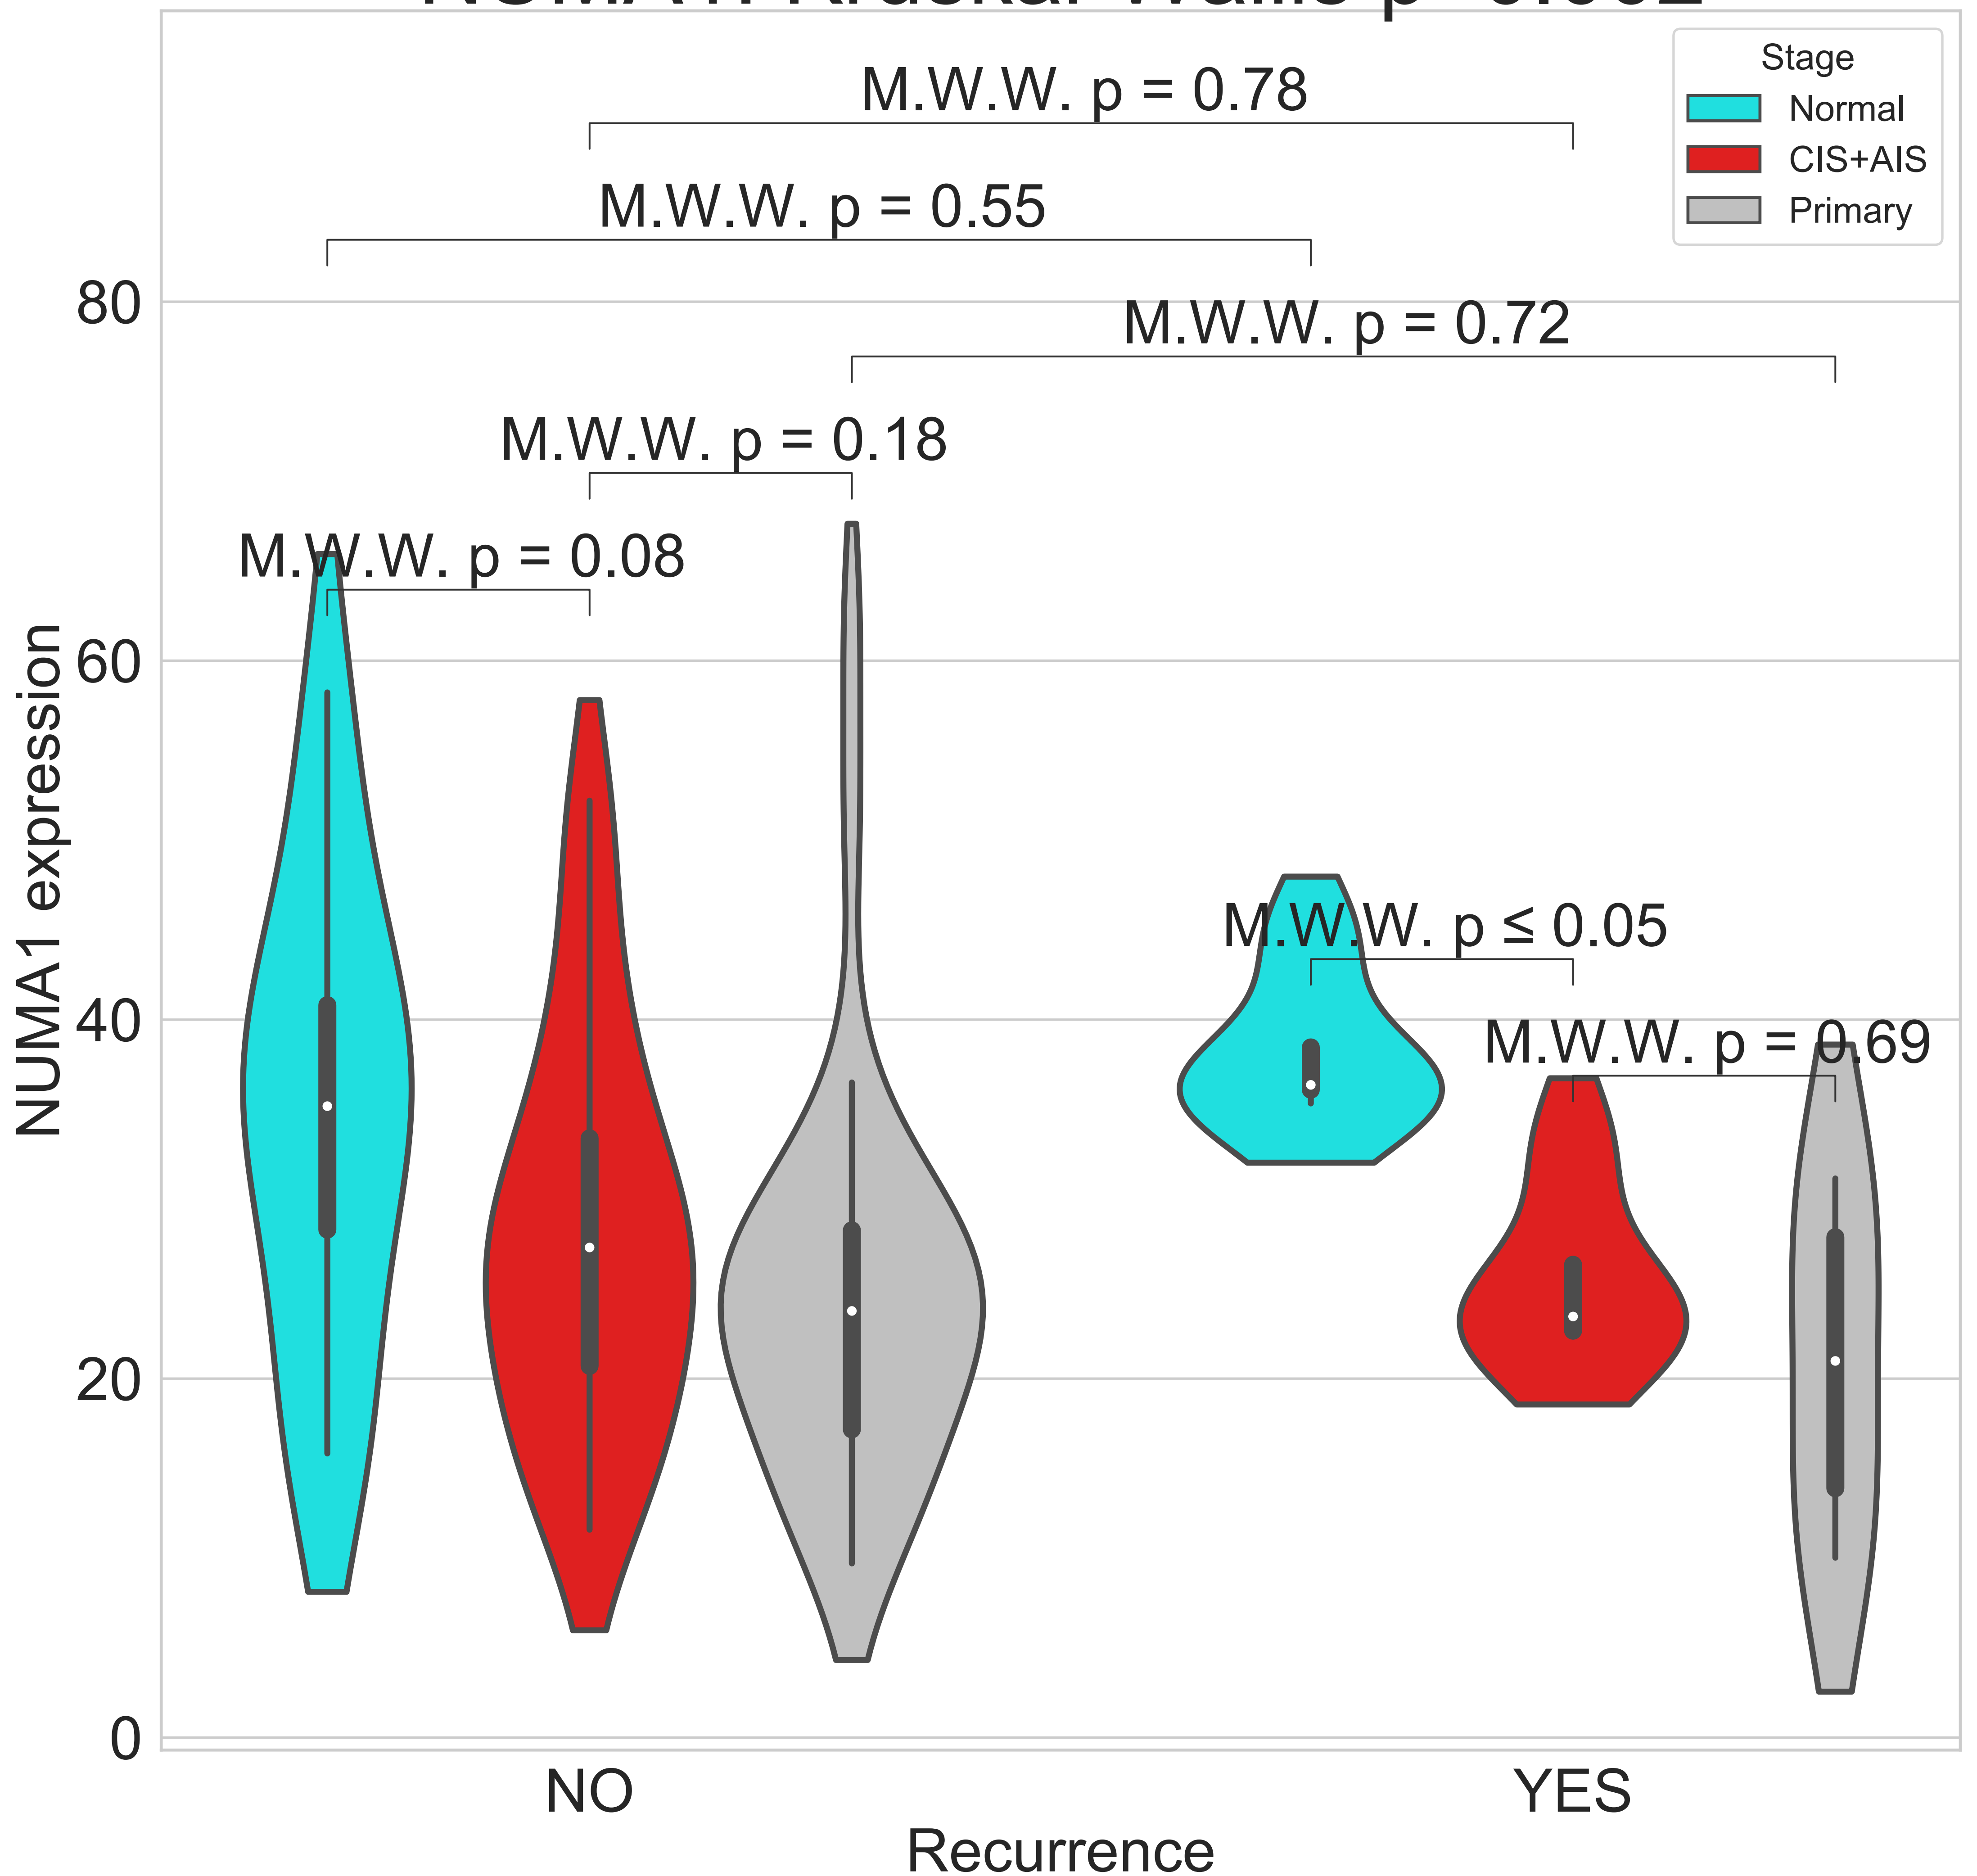 Stage
Normal
CIS+AIS
Primary
M.W.W. p = 0.78
M.W.W. p = 0.55
M.W.W. p = 0.72
M.W.W. p = 0.18
M.W.W. p = 0.08
M.W.W. p ≤ 0.05
M.W.W. p = 0.69
80
60
40
20
0
NUMA1 expression
NO
YES
Recurrence